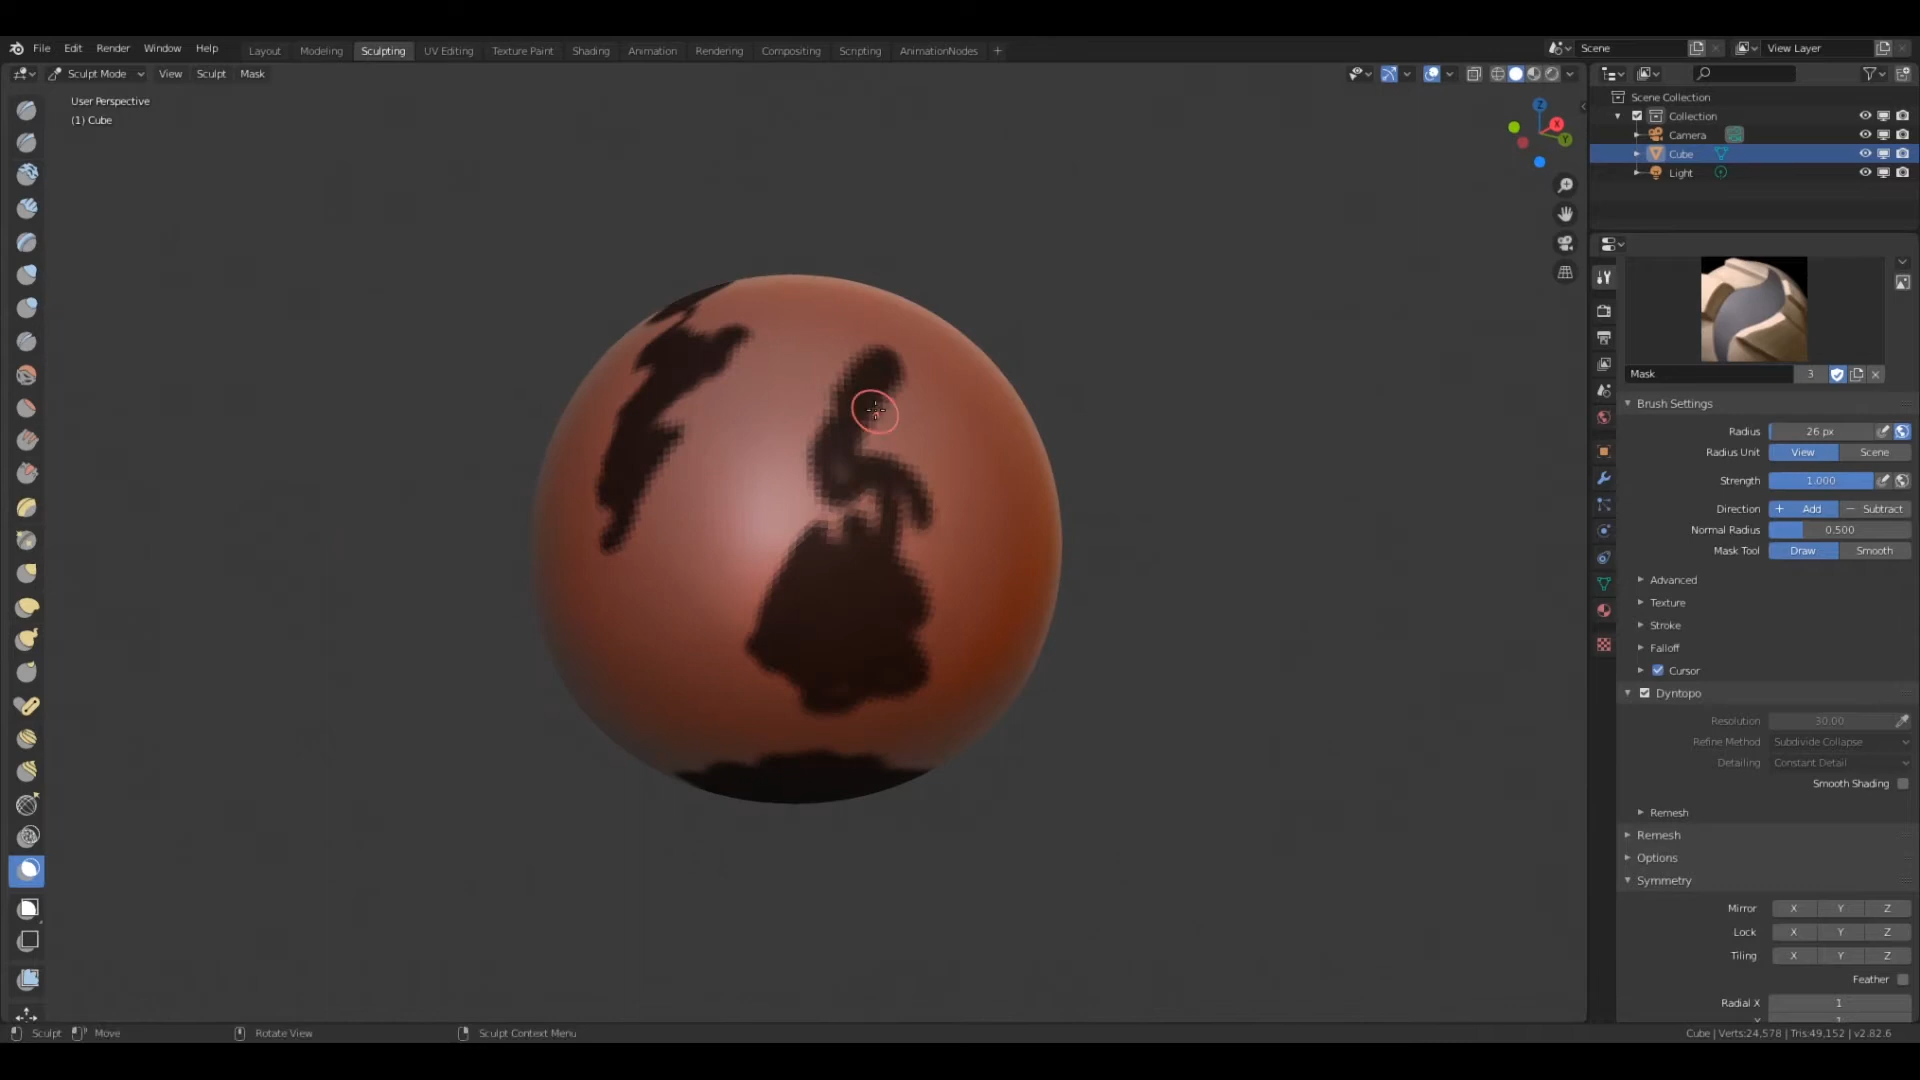 File Edit Render Window Help Layout Modeling Sculpting UV Editing Texture Paint Shading Animation Rendering Compositing Scripting AnimationNodes + Scene View Layer
Sculpt Mode View Sculpt Mask
User Perspective
(1) Cube
Z
X
Y
Scene Collection
Collection
Camera
Cube
Light
Mask 3
Brush Settings
Radius 26 px
Radius Unit View Scene
Strength 1.000
Direction + Add − Subtract
Normal Radius 0.500
Mask Tool Draw Smooth
Advanced
Texture
Stroke
Falloff
Cursor
Dyntopo
Resolution 30.00
Refine Method Subdivide Collapse
Detailing Constant Detail
Smooth Shading
Remesh
Remesh
Options
Symmetry
Mirror X Y Z
Lock X Y Z
Tiling X Y Z
Feather
Radial X 1
Sculpt Move Rotate View Sculpt Context Menu Cube | Verts:24,578 | Tris:49,152 | v2.82.6